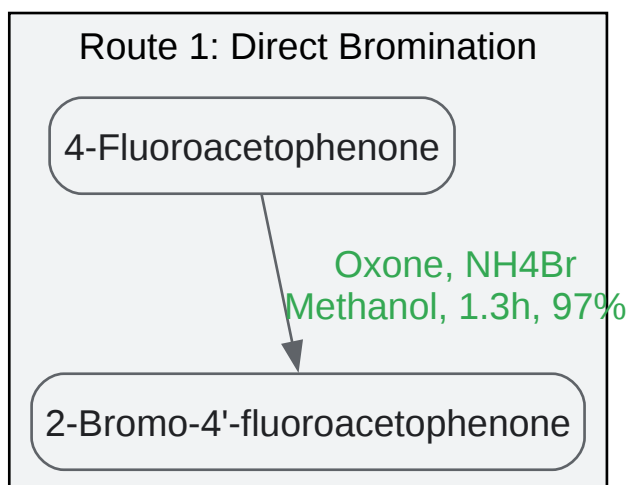 Route 1: Direct Bromination
4-Fluoroacetophenone
Oxone, NH4Br
Methanol, 1.3h, 97%
2-Bromo-4'-fluoroacetophenone